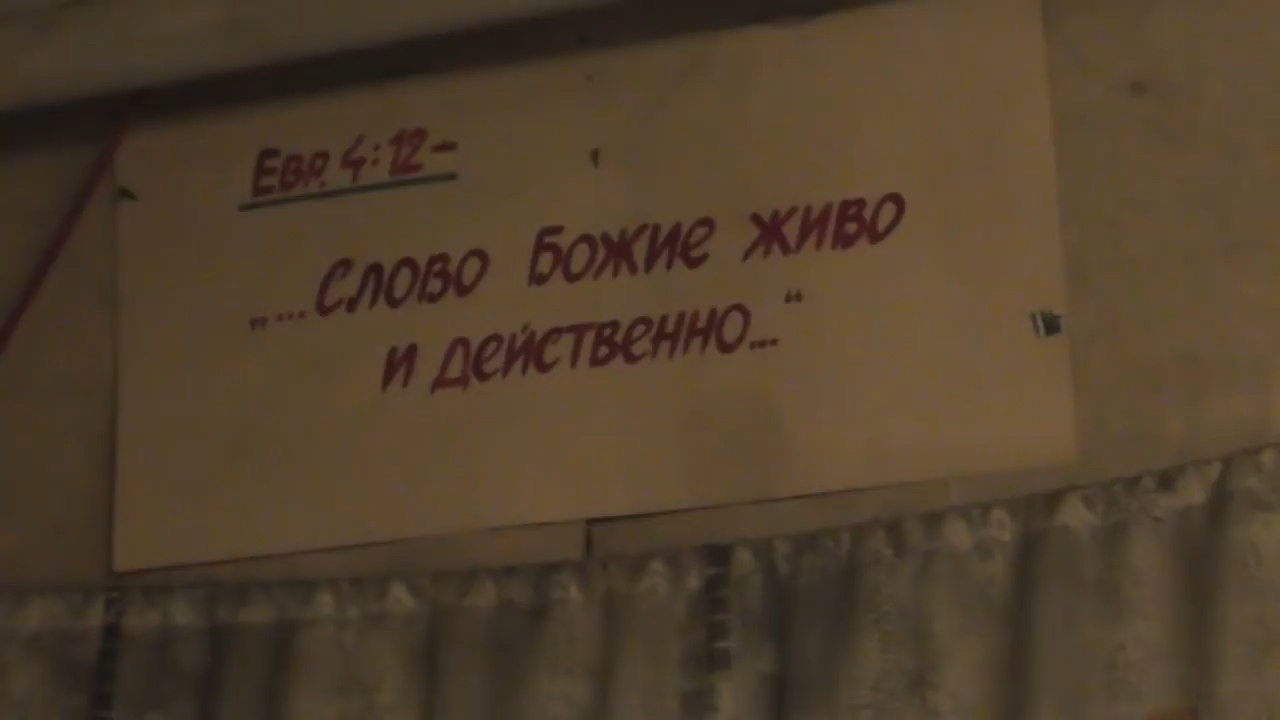 Евр. 4:12-
„...Слово Божие живо
и действенно...“